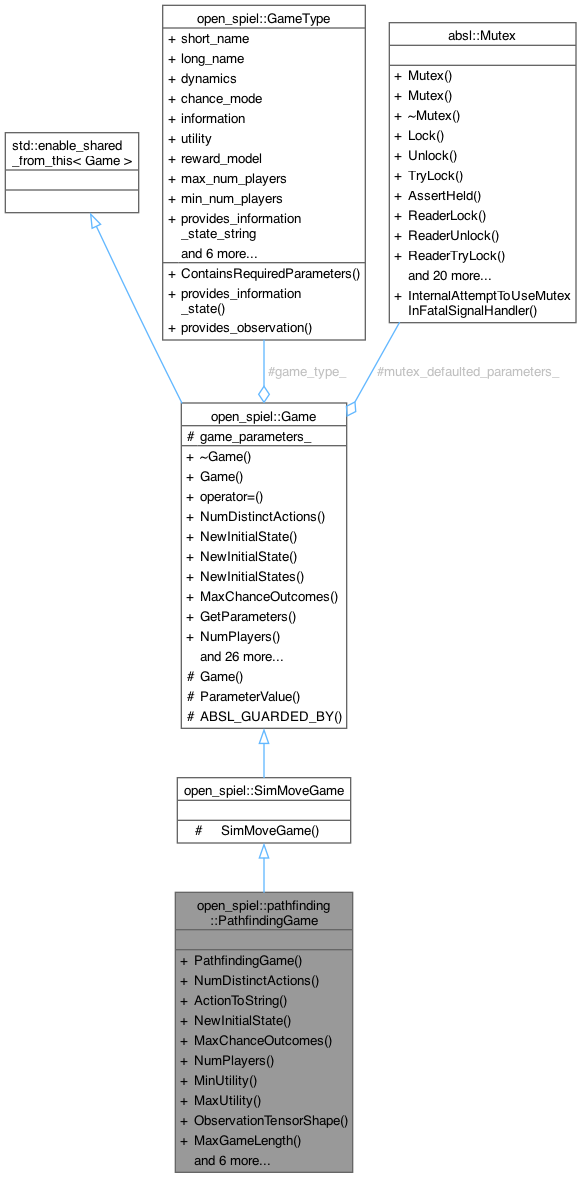 open_spiel::GameType
+ short_name
+ long_name
+ dynamics
+ chance_mode
+ information
+ utility
+ reward_model
+ max_num_players
+ min_num_players
+ provides_information
_state_string
and 6 more...
+ ContainsRequiredParameters()
+ provides_information
_state()
+ provides_observation()
absl::Mutex
+ Mutex()
+ Mutex()
+ ~Mutex()
+ Lock()
+ Unlock()
+ TryLock()
+ AssertHeld()
+ ReaderLock()
+ ReaderUnlock()
+ ReaderTryLock()
and 20 more...
+ InternalAttemptToUseMutex
InFatalSignalHandler()
std::enable_shared
_from_this< Game >
#game_type_
#mutex_defaulted_parameters_
open_spiel::Game
# game_parameters_
+ ~Game()
+ Game()
+ operator=()
+ NumDistinctActions()
+ NewInitialState()
+ NewInitialState()
+ NewInitialStates()
+ MaxChanceOutcomes()
+ GetParameters()
+ NumPlayers()
and 26 more...
# Game()
# ParameterValue()
# ABSL_GUARDED_BY()
open_spiel::SimMoveGame
# SimMoveGame()
open_spiel::pathfinding
::PathfindingGame
+ PathfindingGame()
+ NumDistinctActions()
+ ActionToString()
+ NewInitialState()
+ MaxChanceOutcomes()
+ NumPlayers()
+ MinUtility()
+ MaxUtility()
+ ObservationTensorShape()
+ MaxGameLength()
and 6 more...